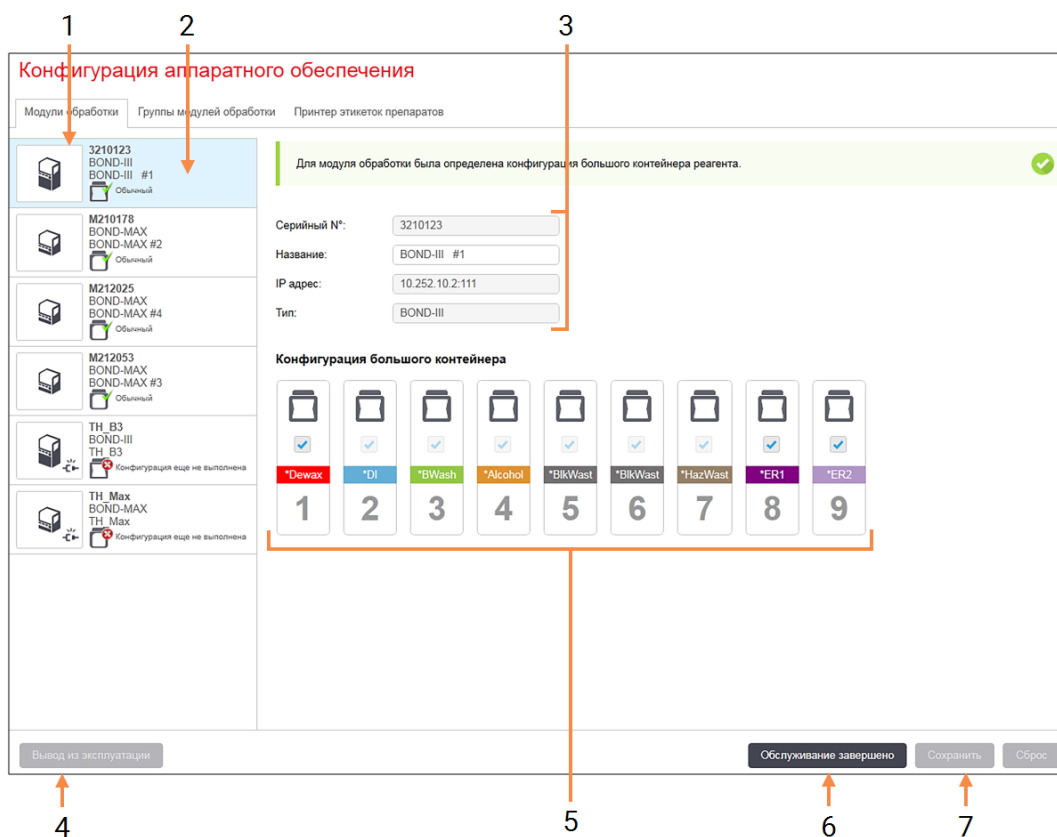 1 2 3
Конфигурация аппаратного обеспечения
Модули обработки Группы модулей обработки Принтер этикеток препаратов
3210123
BOND-III
BOND-III #1
Обычный
M210178
BOND-MAX
BOND-MAX #2
Обычный
M212025
BOND-MAX
BOND-MAX #4
Обычный
M212053
BOND-MAX
BOND-MAX #3
Обычный
TH_B3
BOND-III
TH_B3
Конфигурация еще не выполнена
TH_Max
BOND-MAX
TH_Max
Конфигурация еще не выполнена
Для модуля обработки была определена конфигурация большого контейнера реагента.
Серийный N°: 3210123
Название: BOND-III #1
IP адрес: 10.252.10.2:111
Тип: BOND-III
Конфигурация большого контейнера
*Dewax *DI *BWash *Alcohol *BlkWast *BlkWast *HazWast *ER1 *ER2
1 2 3 4 5 6 7 8 9
Вывод из эксплуатации Обслуживание завершено Сохранить Сброс
4 5 6 7